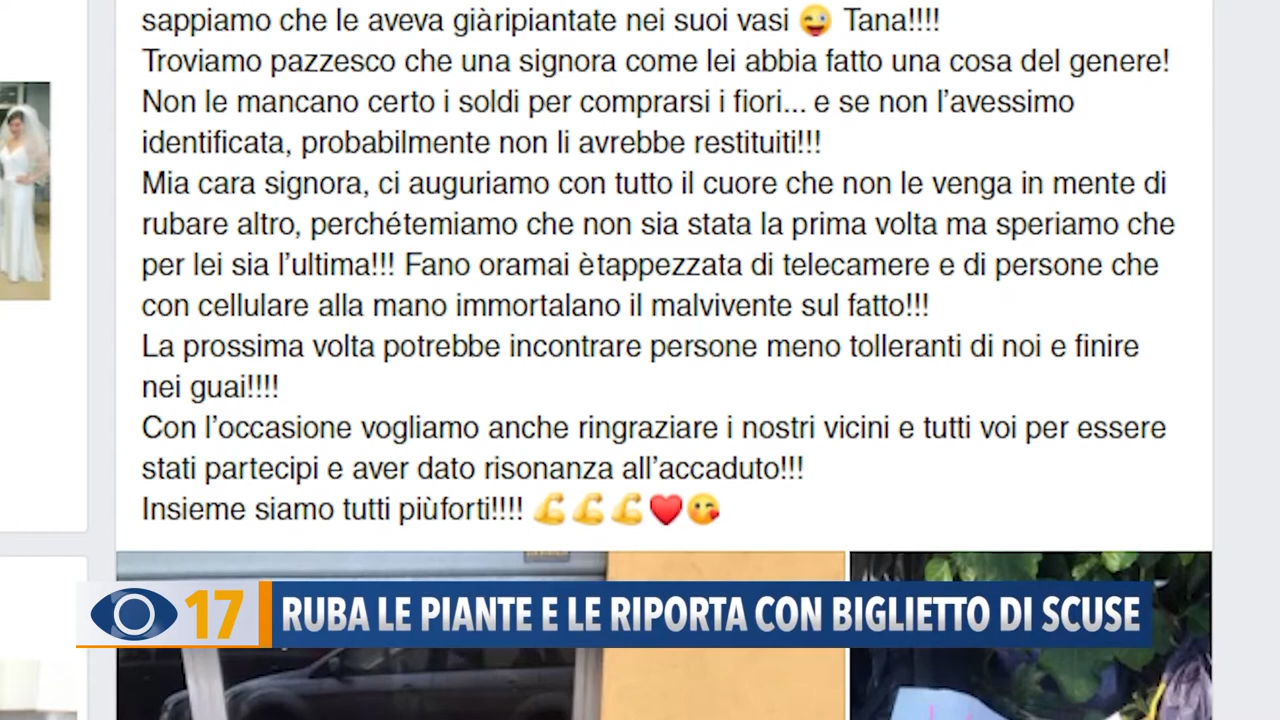 sappiamo che le aveva giàripiantate nei suoi vasi 😜 Tana!!!!
Troviamo pazzesco che una signora come lei abbia fatto una cosa del genere!
Non le mancano certo i soldi per comprarsi i fiori... e se non l’avessimo
identificata, probabilmente non li avrebbe restituiti!!!
Mia cara signora, ci auguriamo con tutto il cuore che non le venga in mente di
rubare altro, perchétemiamo che non sia stata la prima volta ma speriamo che
per lei sia l’ultima!!! Fano oramai ètappezzata di telecamere e di persone che
con cellulare alla mano immortalano il malvivente sul fatto!!!
La prossima volta potrebbe incontrare persone meno tolleranti di noi e finire
nei guai!!!!
Con l’occasione vogliamo anche ringraziare i nostri vicini e tutti voi per essere
stati partecipi e aver dato risonanza all’accaduto!!!
Insieme siamo tutti piùforti!!!! 💪💪💪❤️😘
17 RUBA LE PIANTE E LE RIPORTA CON BIGLIETTO DI SCUSE